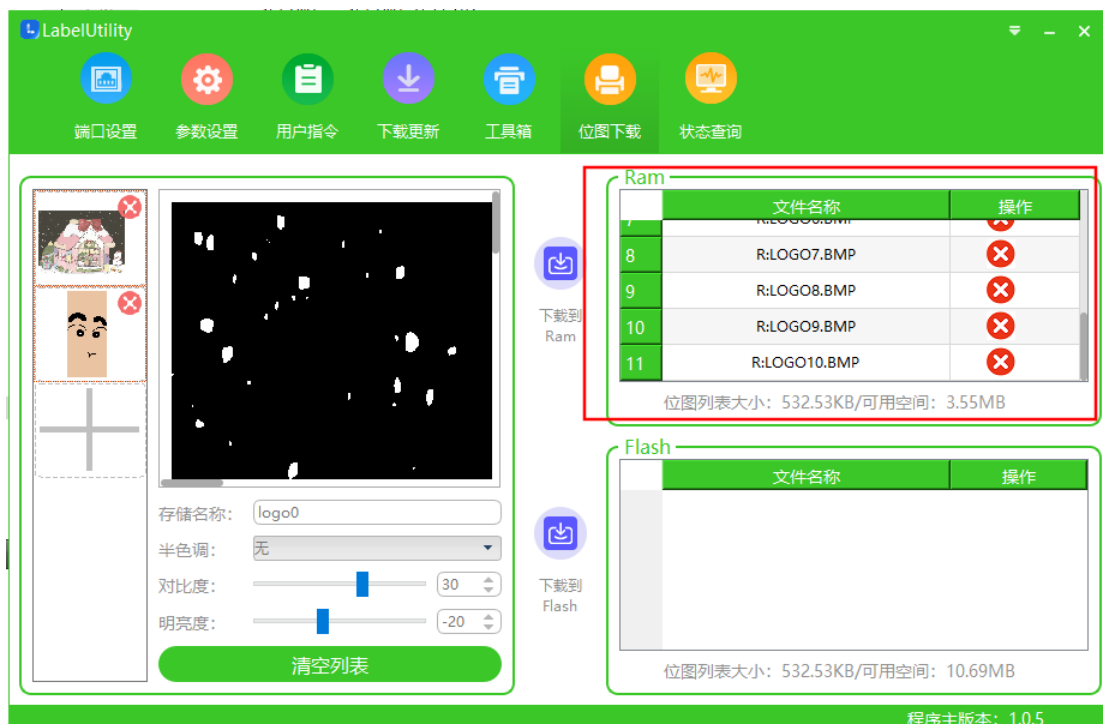 LabelUtility
端口设置 参数设置 用户指令 下载更新 工具箱 位图下载 状态查询
Ram
文件名称 操作
7 R:LOGO6.BMP
8 R:LOGO7.BMP
9 R:LOGO8.BMP
10 R:LOGO9.BMP
11 R:LOGO10.BMP
位图列表大小：532.53KB/可用空间：3.55MB
下载到
Ram
Flash
文件名称 操作
位图列表大小：532.53KB/可用空间：10.69MB
下载到
Flash
存储名称： logo0
半色调： 无
对比度： 30
明亮度： -20
清空列表
程序主版本：1.0.5